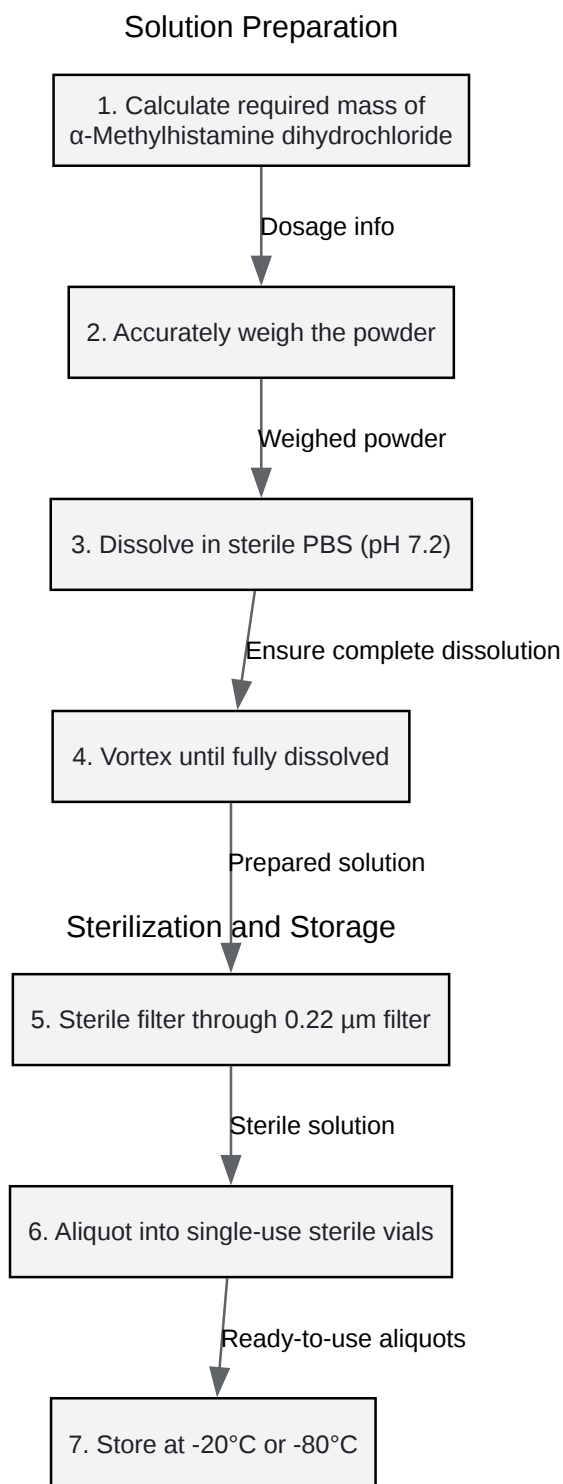 Solution Preparation
1. Calculate required mass of
α-Methylhistamine dihydrochloride
Dosage info
2. Accurately weigh the powder
Weighed powder
3. Dissolve in sterile PBS (pH 7.2)
Ensure complete dissolution
4. Vortex until fully dissolved
Prepared solution
Sterilization and Storage
5. Sterile filter through 0.22 µm filter
Sterile solution
6. Aliquot into single-use sterile vials
Ready-to-use aliquots
7. Store at -20°C or -80°C